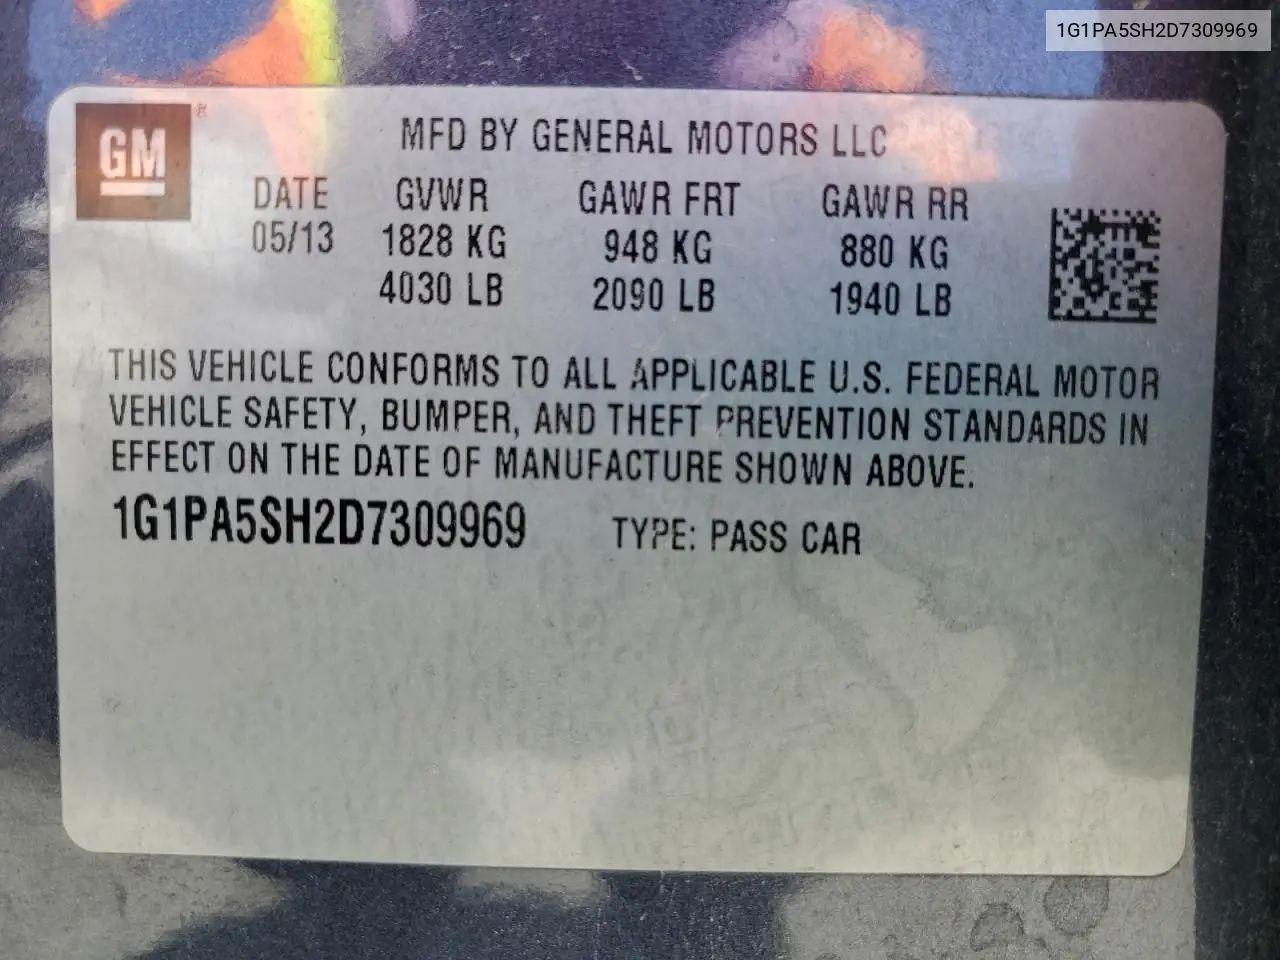 1G1PA5SH2D7309969
GM ®
MFD BY GENERAL MOTORS LLC
DATE GVWR GAWR FRT GAWR RR
05/13 1828 KG 948 KG 880 KG
4030 LB 2090 LB 1940 LB
THIS VEHICLE CONFORMS TO ALL APPLICABLE U.S. FEDERAL MOTOR
VEHICLE SAFETY, BUMPER, AND THEFT PREVENTION STANDARDS IN
EFFECT ON THE DATE OF MANUFACTURE SHOWN ABOVE.
1G1PA5SH2D7309969 TYPE: PASS CAR